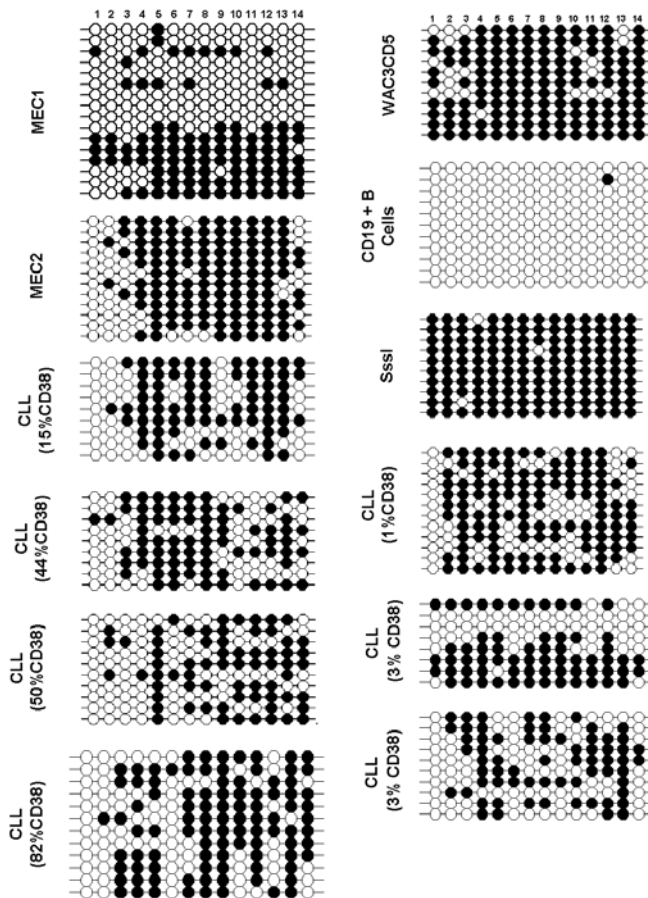 1 2 3 4 5 6 7 8 9 10 11 12 13 14
MEC1
MEC2
CLL
(15%CD38)
CLL
(44%CD38)
CLL
(50%CD38)
CLL
(82%CD38)
1 2 3 4 5 6 7 8 9 10 11 12 13 14
WAC3CD5
CD19 + B
Cells
SssI
CLL
(1%CD38)
CLL
(3% CD38)
CLL
(3% CD38)